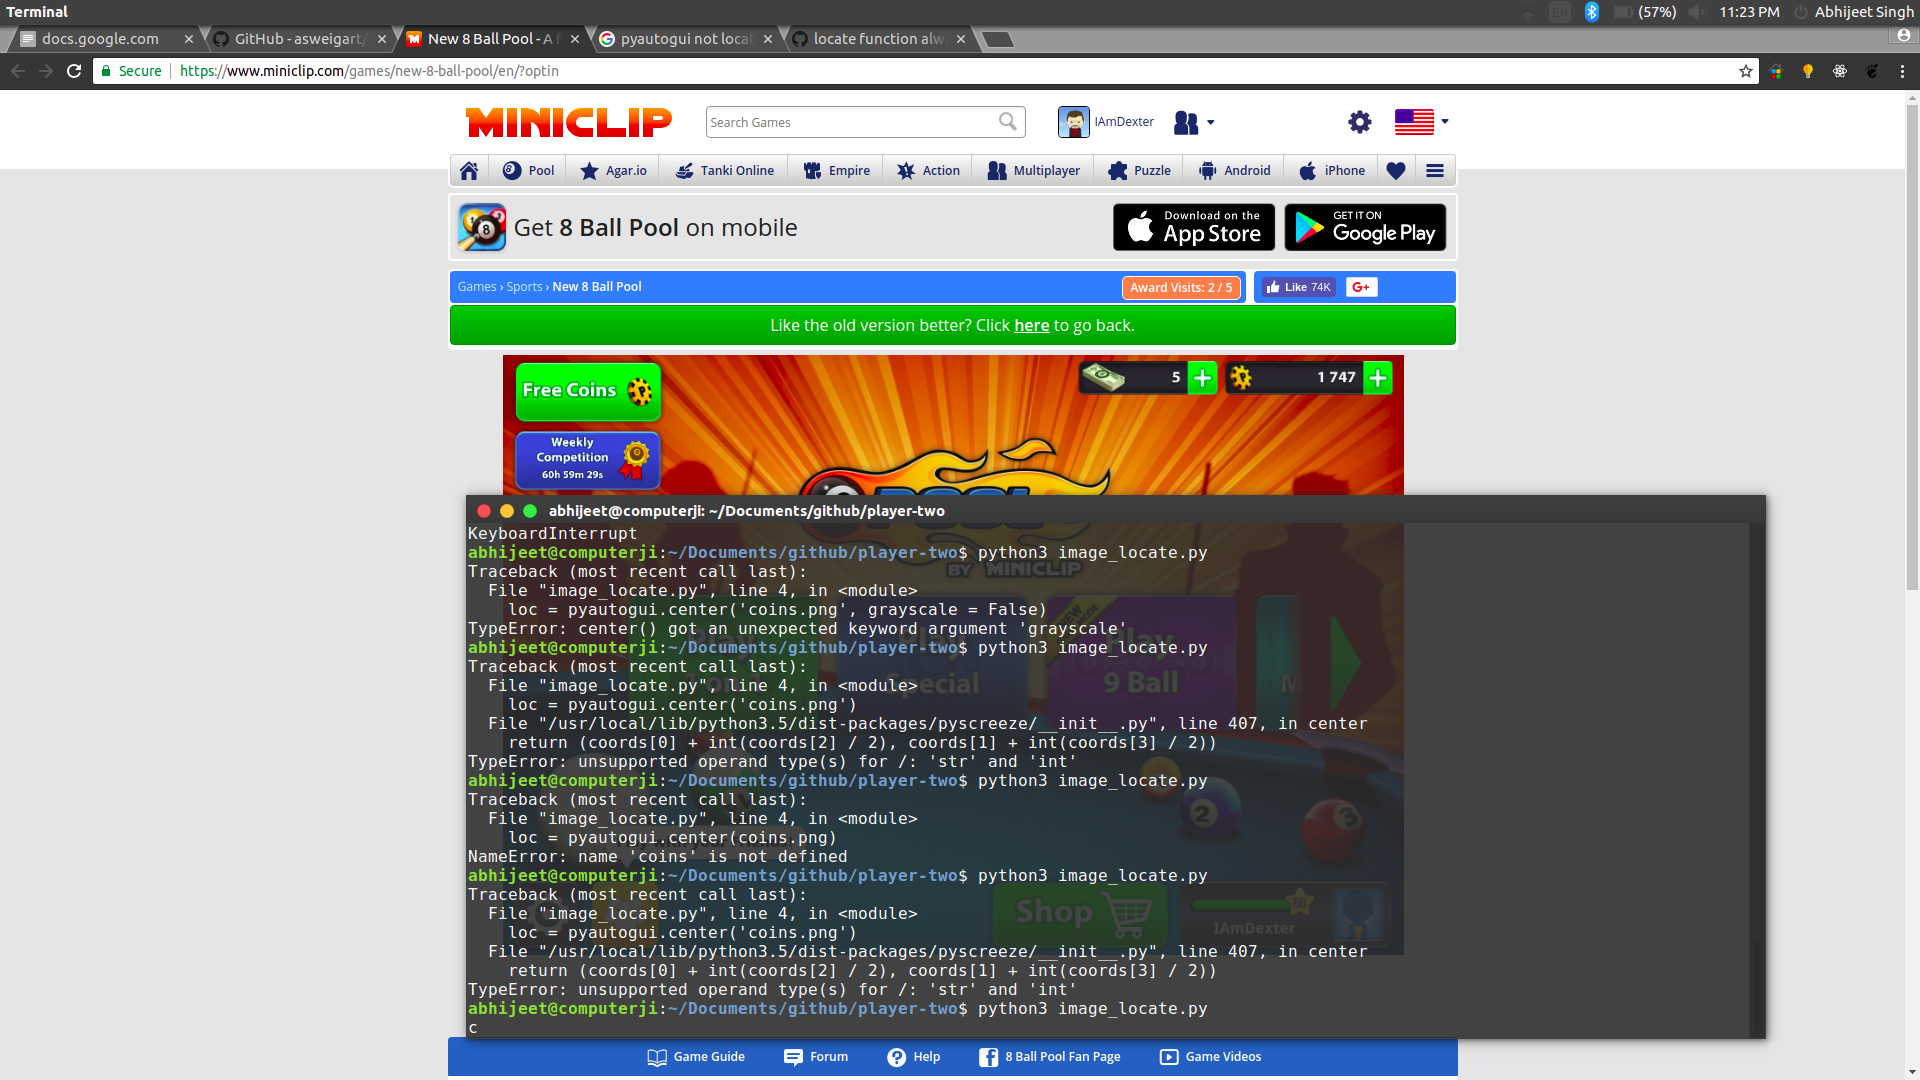 Terminal
(57%) 11:23 PM Abhijeet Singh
docs.google.com
GitHub - asweigart/
New 8 Ball Pool - A f
pyautogui not locat
locate function alw
Secure https://www.miniclip.com/games/new-8-ball-pool/en/?optin
MINICLIP
Search Games
IAmDexter
Pool
Agar.io
Tanki Online
Empire
Action
Multiplayer
Puzzle
Android
iPhone
Get 8 Ball Pool on mobile
Download on the
App Store
GET IT ON
Google Play
Games › Sports › New 8 Ball Pool
Award Visits: 2 / 5
Like 74K
G+
Like the old version better? Click here to go back.
Free Coins
5
1 747
Weekly
Competition
60h 59m 29s
abhijeet@computerji: ~/Documents/github/player-two
KeyboardInterrupt
abhijeet@computerji:~/Documents/github/player-two$ python3 image_locate.py
Traceback (most recent call last):
File "image_locate.py", line 4, in <module>
loc = pyautogui.center('coins.png', grayscale = False)
TypeError: center() got an unexpected keyword argument 'grayscale'
abhijeet@computerji:~/Documents/github/player-two$ python3 image_locate.py
Traceback (most recent call last):
File "image_locate.py", line 4, in <module>
loc = pyautogui.center('coins.png')
File "/usr/local/lib/python3.5/dist-packages/pyscreeze/__init__.py", line 407, in center
return (coords[0] + int(coords[2] / 2), coords[1] + int(coords[3] / 2))
TypeError: unsupported operand type(s) for /: 'str' and 'int'
abhijeet@computerji:~/Documents/github/player-two$ python3 image_locate.py
Traceback (most recent call last):
File "image_locate.py", line 4, in <module>
loc = pyautogui.center(coins.png)
NameError: name 'coins' is not defined
abhijeet@computerji:~/Documents/github/player-two$ python3 image_locate.py
Traceback (most recent call last):
File "image_locate.py", line 4, in <module>
loc = pyautogui.center('coins.png')
File "/usr/local/lib/python3.5/dist-packages/pyscreeze/__init__.py", line 407, in center
return (coords[0] + int(coords[2] / 2), coords[1] + int(coords[3] / 2))
TypeError: unsupported operand type(s) for /: 'str' and 'int'
abhijeet@computerji:~/Documents/github/player-two$ python3 image_locate.py
c
BY MINICLIP
Play
Special
Play
9 Ball
2
3
Shop
IAmDexter
Game Guide
Forum
Help
8 Ball Pool Fan Page
Game Videos